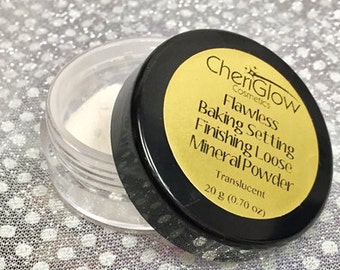 CheriGlow
Cosmetics
Flawless
Baking Setting
Finishing Loose
Mineral Powder
Translucent
20 g (0.70 oz)